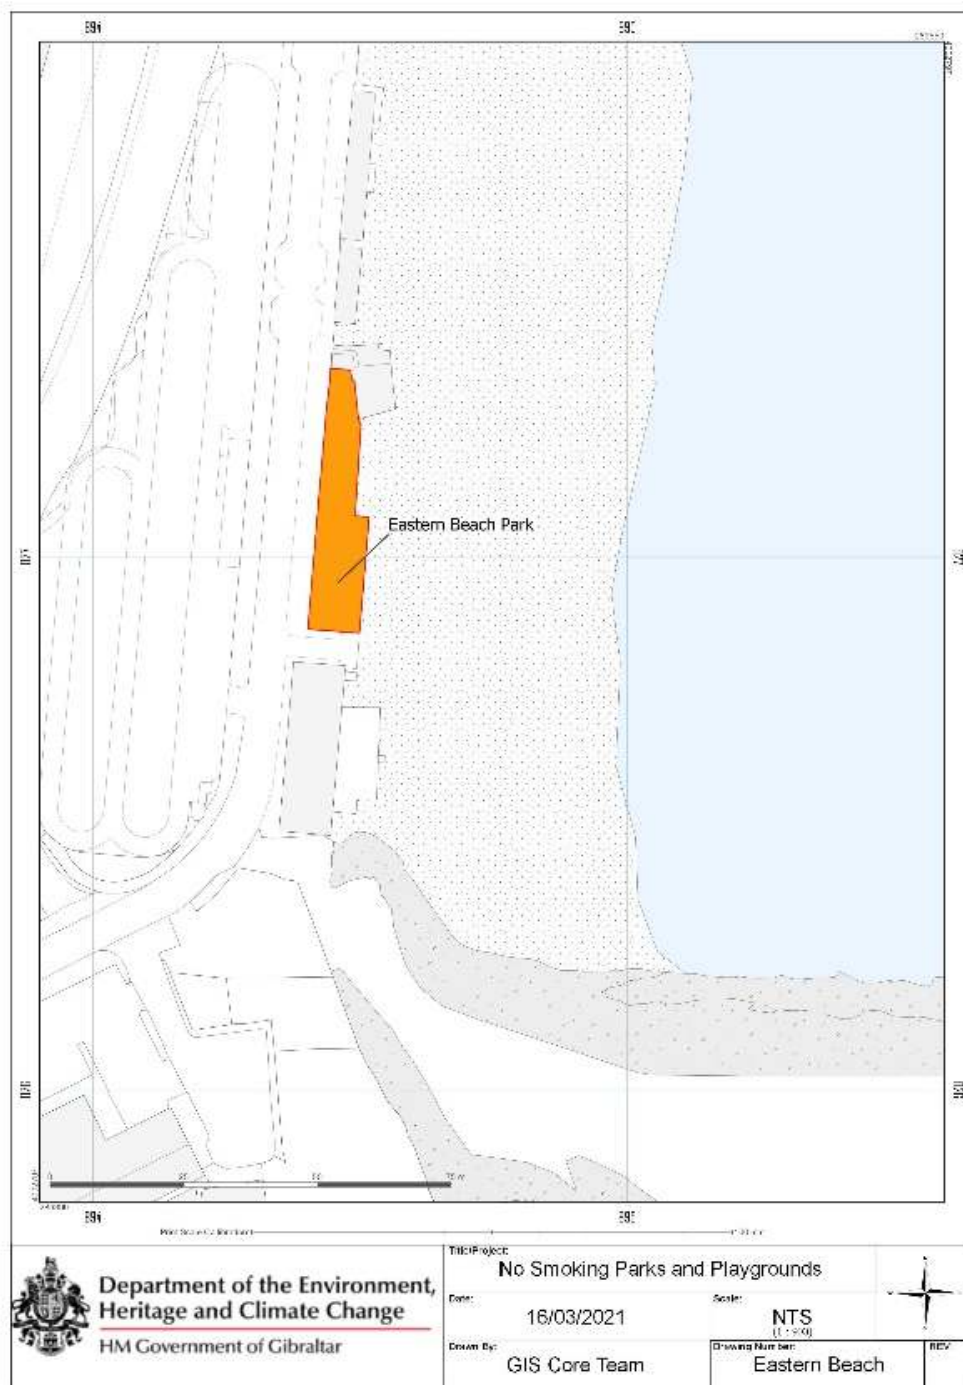 Eastern Beach Park
0
75 m
Department of the Environment,
Heritage and Climate Change
HM Government of Gibraltar
Title/Project:
No Smoking Parks and Playgrounds
Date:
16/03/2021
Scale:
NTS
Drawn By:
GIS Core Team
Drawing Number:
Eastern Beach
REV